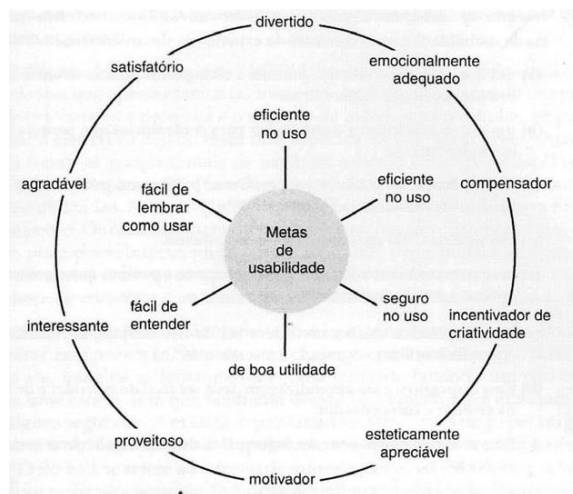 divertido
satisfatório
emocionalmente
adequado
eficiente
no uso
agradável
fácil de
lembrar
como usar
eficiente
no uso
compensador
Metas
de
usabilidade
interessante
fácil de
entender
seguro
no uso
incentivador de
criatividade
de boa utilidade
proveitoso
esteticamente
apreciável
motivador